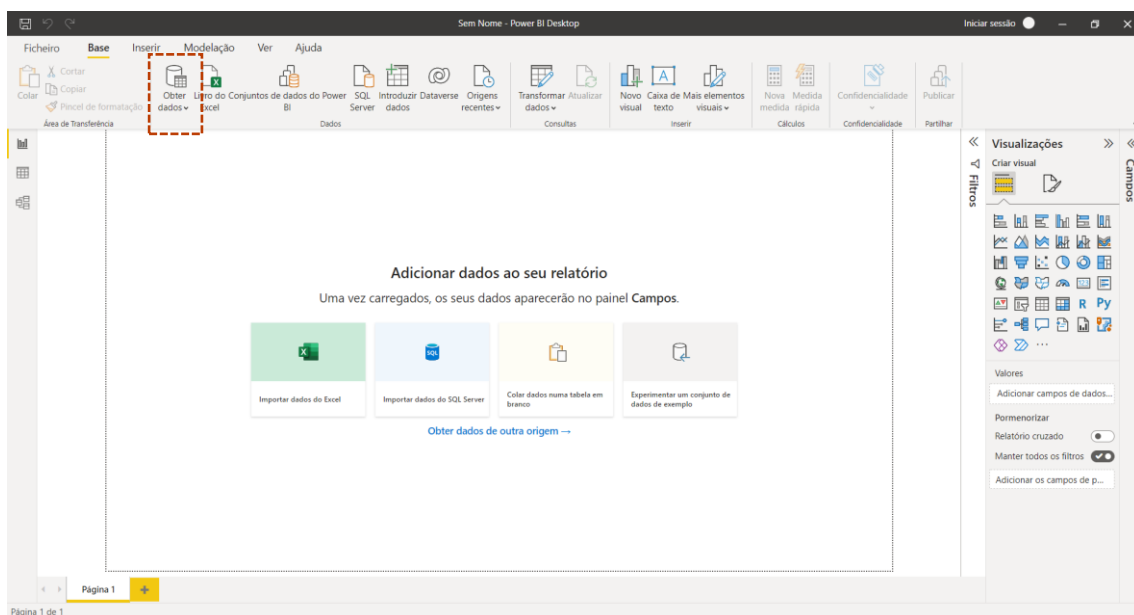 Sem Nome - Power BI Desktop
Iniciar sessão
Ficheiro Base Inserir Modelação Ver Ajuda
Colar
Cortar
Copiar
Pincel de formatação
Área de Transferência
Obter dados
Livro do Excel
Conjuntos de dados do Power BI
SQL Server
Introduzir dados
Dataverse
Origens recentes
Dados
Transformar dados
Atualizar
Consultas
Novo visual
Caixa de texto
Mais elementos visuais
Inserir
Nova medida
Medida rápida
Cálculos
Confidencialidade
Confidencialidade
Publicar
Partilhar
Adicionar dados ao seu relatório
Uma vez carregados, os seus dados aparecerão no painel Campos.
Importar dados do Excel
SQL
Importar dados do SQL Server
Colar dados numa tabela em
branco
Experimentar um conjunto de
dados de exemplo
Obter dados de outra origem →
Filtros
Visualizações
Criar visual
R Py
Valores
Adicionar campos de dados...
Pormenorizar
Relatório cruzado
Manter todos os filtros
Adicionar os campos de p...
Campos
Página 1
Página 1 de 1